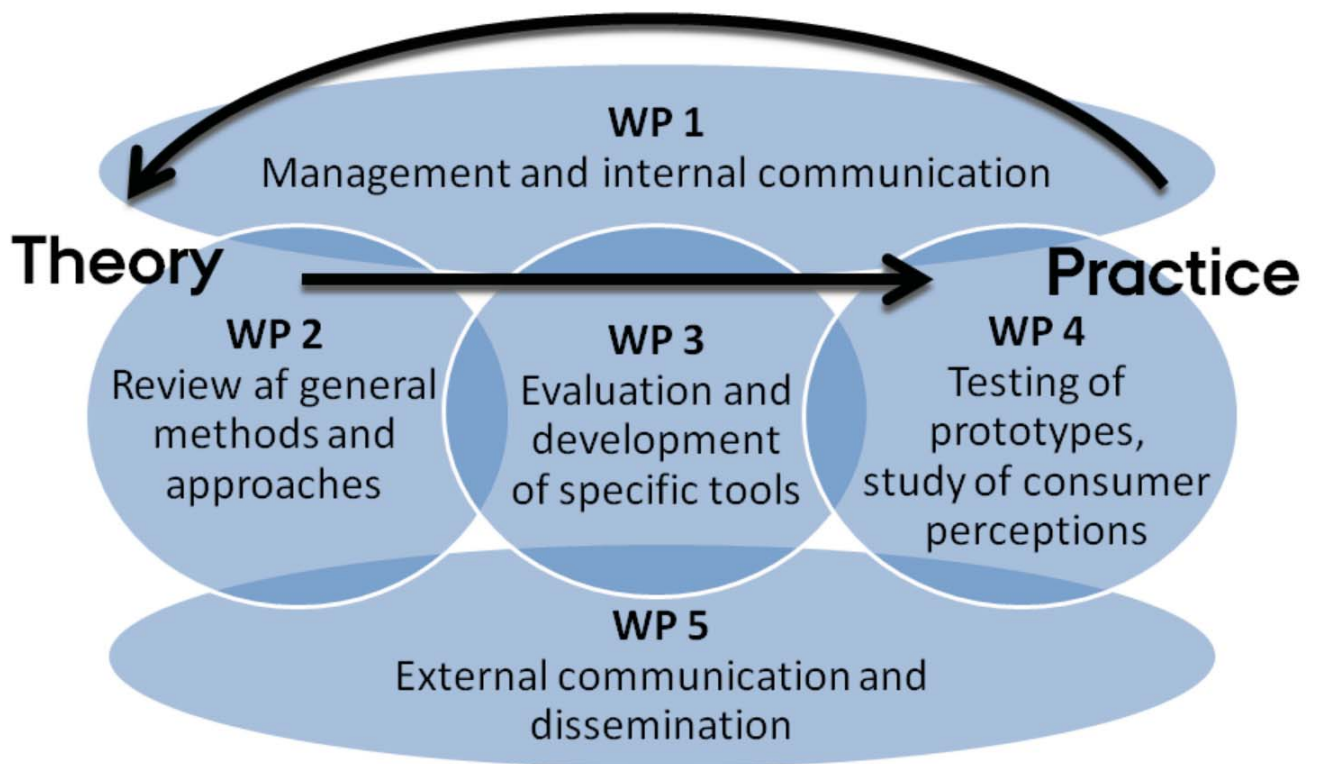 WP 1
Management and internal communication
Theory
Practice
WP 2
Review af general
methods and
approaches
WP 3
Evaluation and
development
of specific tools
WP 4
Testing of
prototypes,
study of consumer
perceptions
WP 5
External communication and
dissemination